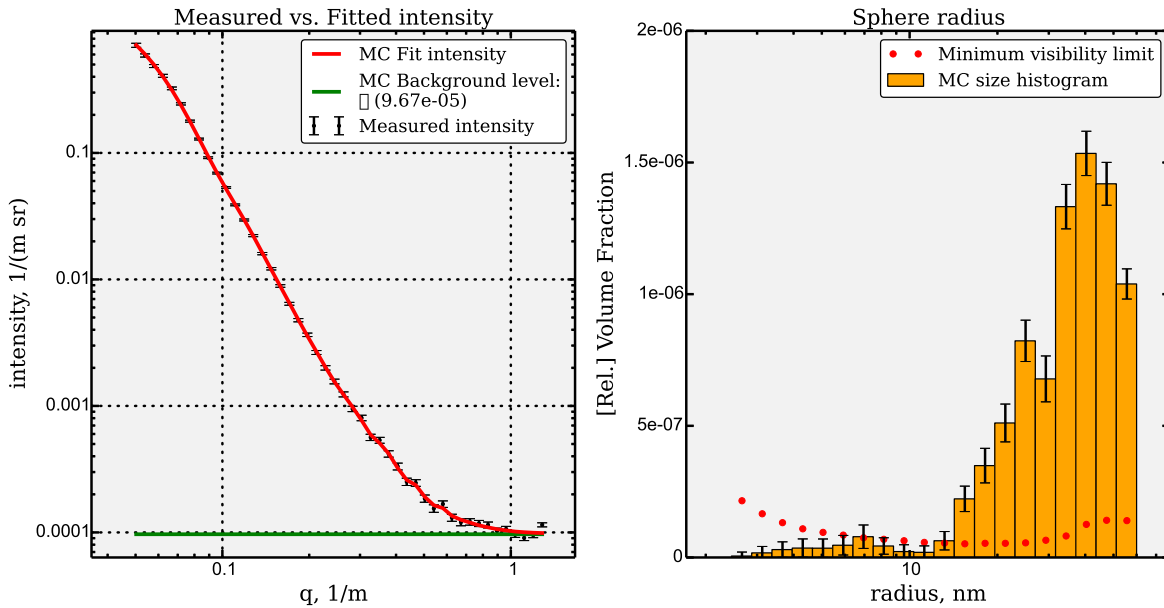 Measured vs. Fitted intensity
MC Fit intensity
MC Background level:
(9.67e-05)
Measured intensity
0.1
0.01
0.001
0.0001
intensity, 1/(m sr)
0.1
1
q, 1/m
Sphere radius
Minimum visibility limit
MC size histogram
2e-06
1.5e-06
1e-06
5e-07
0
[Rel.] Volume Fraction
10
radius, nm